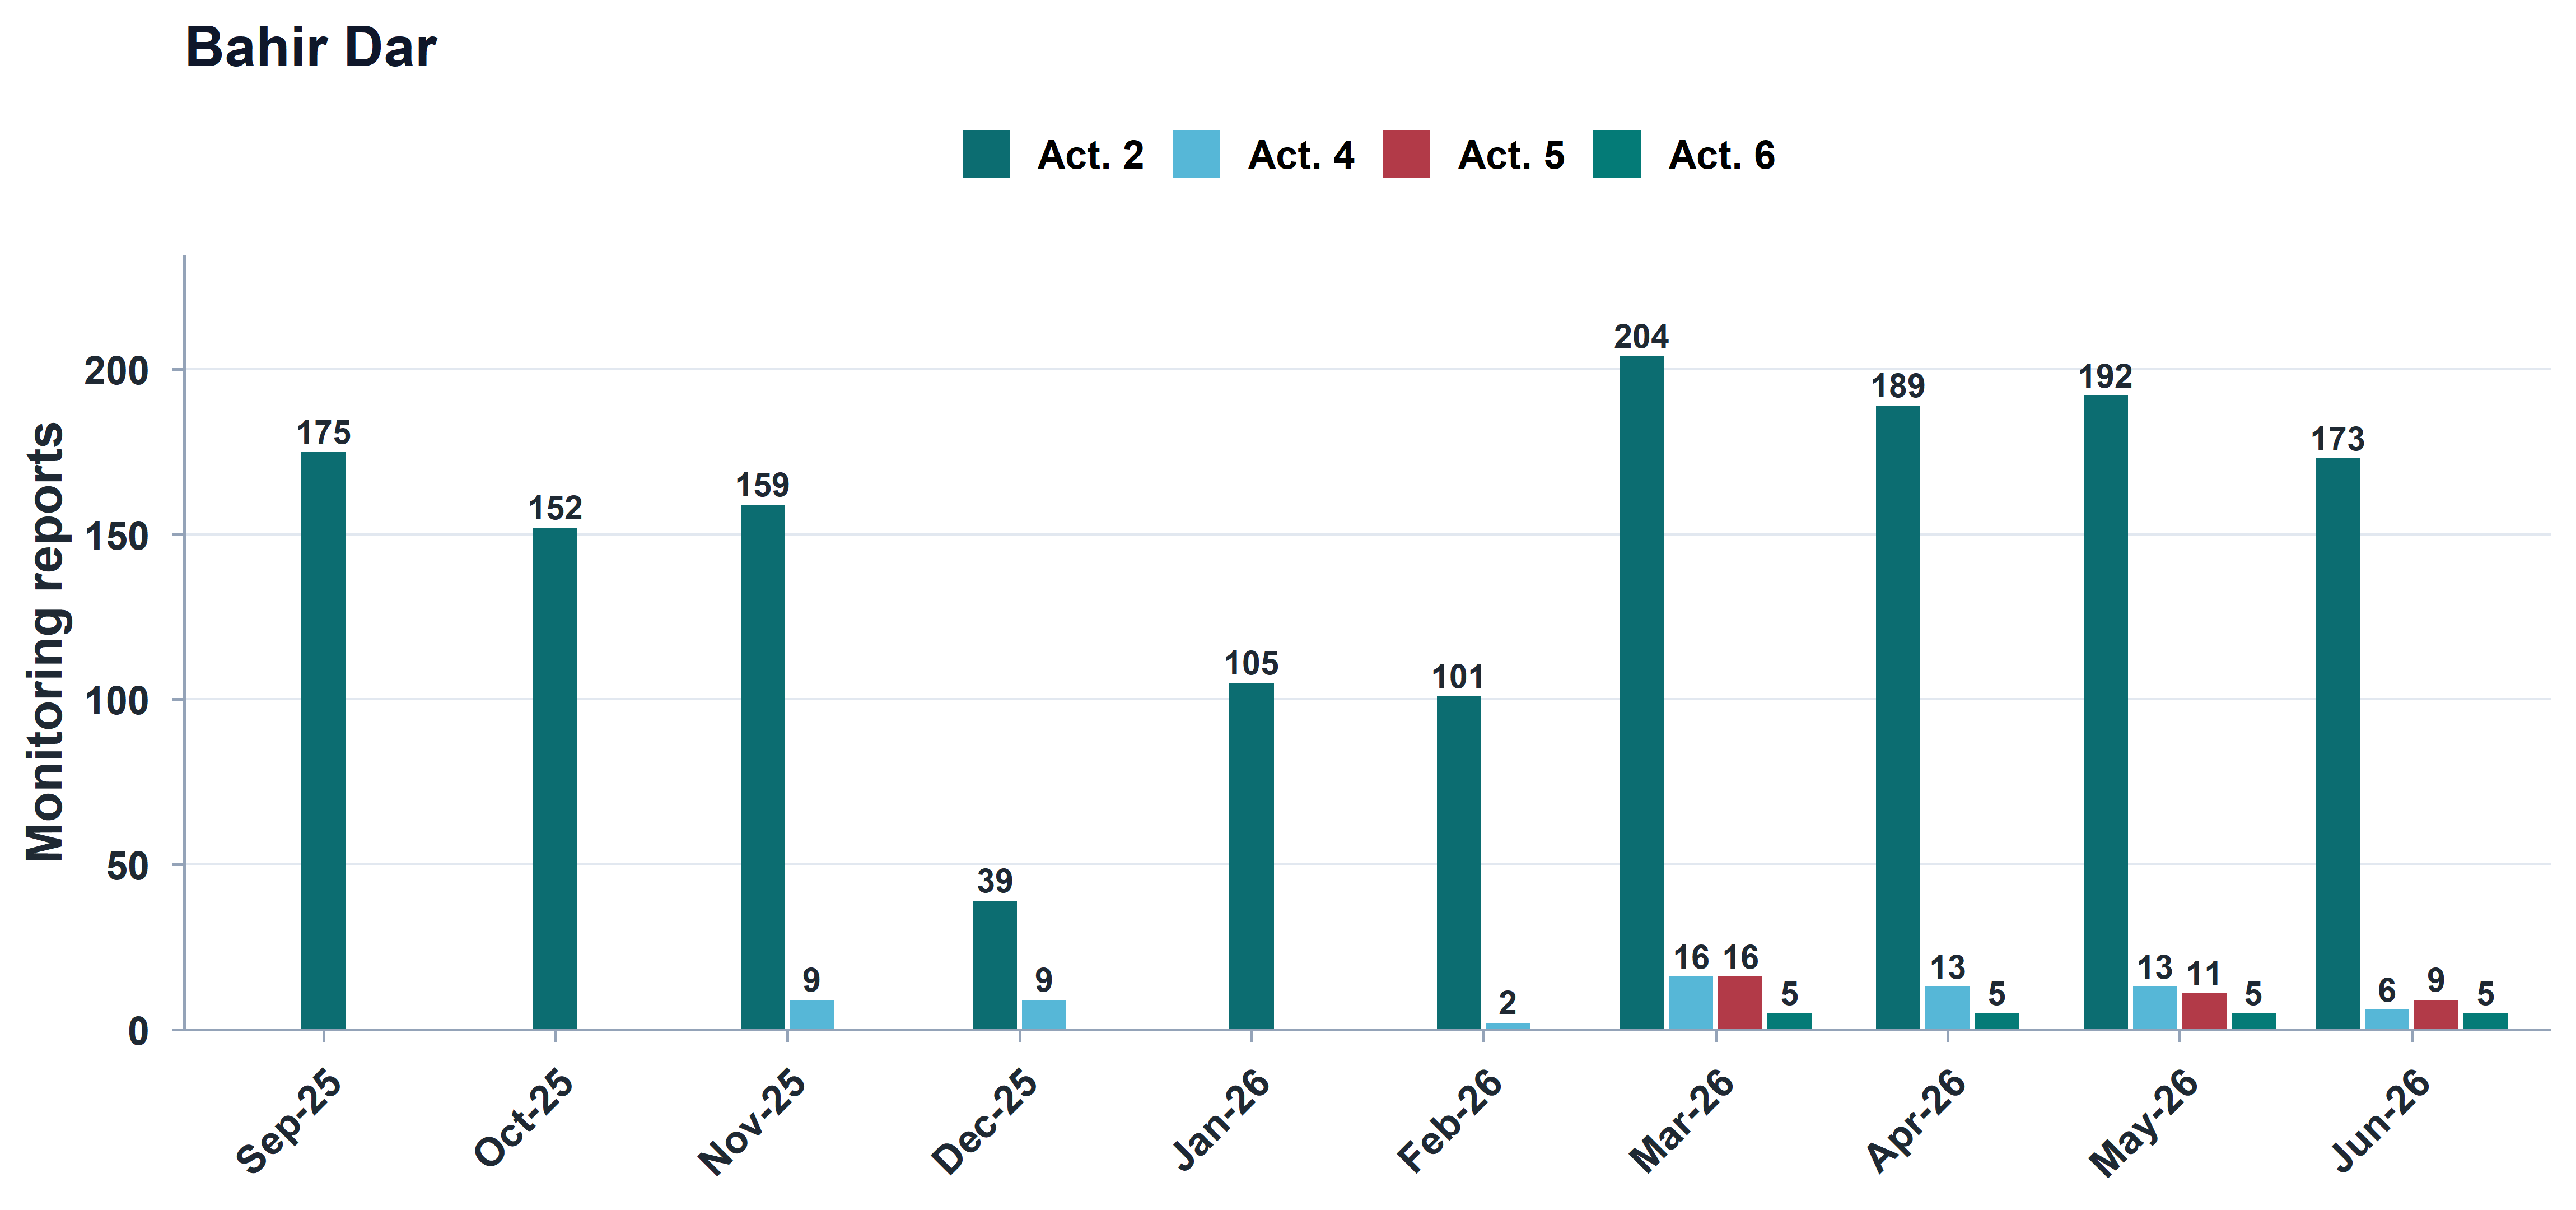 Bahir Dar
Act. 2 Act. 4 Act. 5 Act. 6
Monitoring reports
200
150
100
50
0
175
152
159 9
39 9
105
101 2
204 16 16 5
189 13 5
192 13 11 5
173 6 9 5
Sep-25 Oct-25 Nov-25 Dec-25 Jan-26 Feb-26 Mar-26 Apr-26 May-26 Jun-26